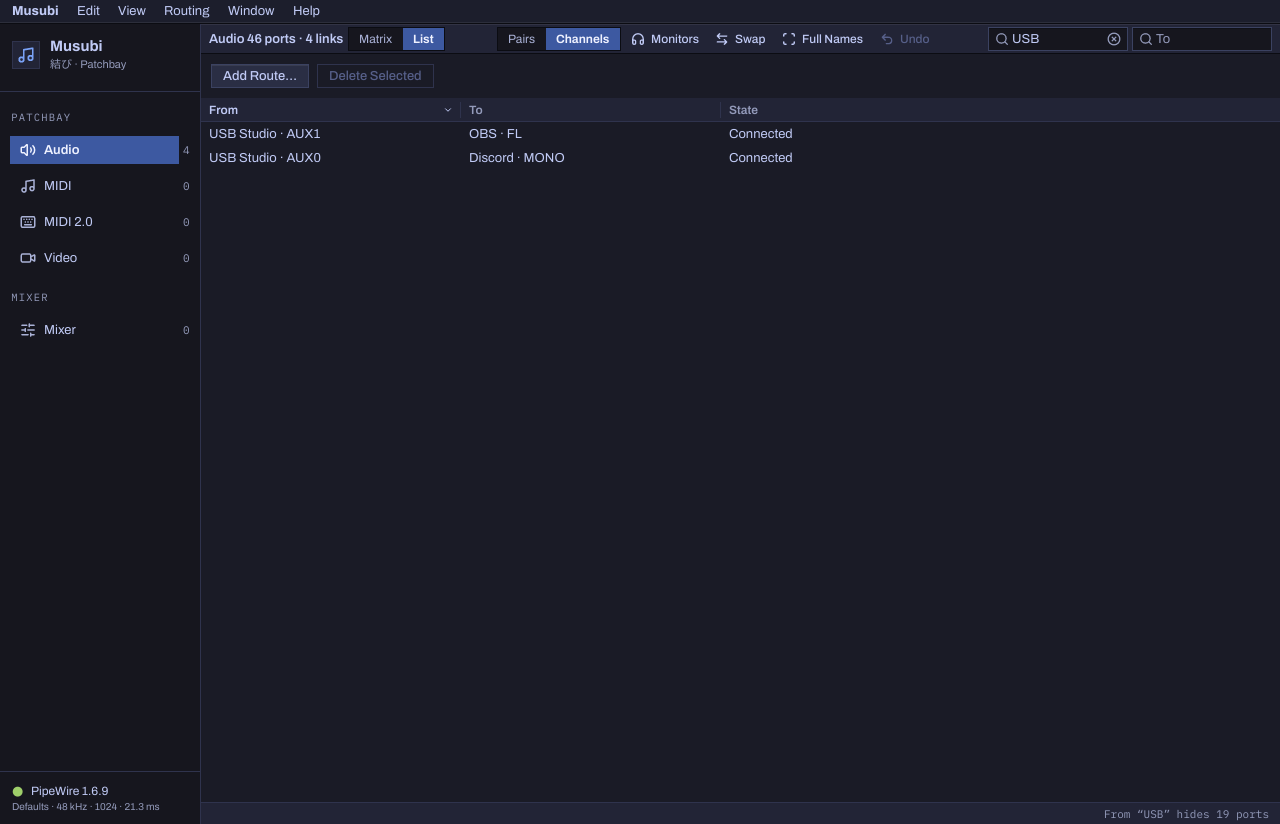 Musubi Edit View Routing Window Help
Musubi
結び · Patchbay
Audio 46 ports · 4 links Matrix List Pairs Channels Monitors Swap Full Names Undo USB To
Add Route... Delete Selected
PATCHBAY
Audio 4
MIDI 0
MIDI 2.0 0
Video 0
MIXER
Mixer 0
From To State
USB Studio · AUX1 OBS · FL Connected
USB Studio · AUX0 Discord · MONO Connected
PipeWire 1.6.9
Defaults · 48 kHz · 1024 · 21.3 ms
From “USB” hides 19 ports